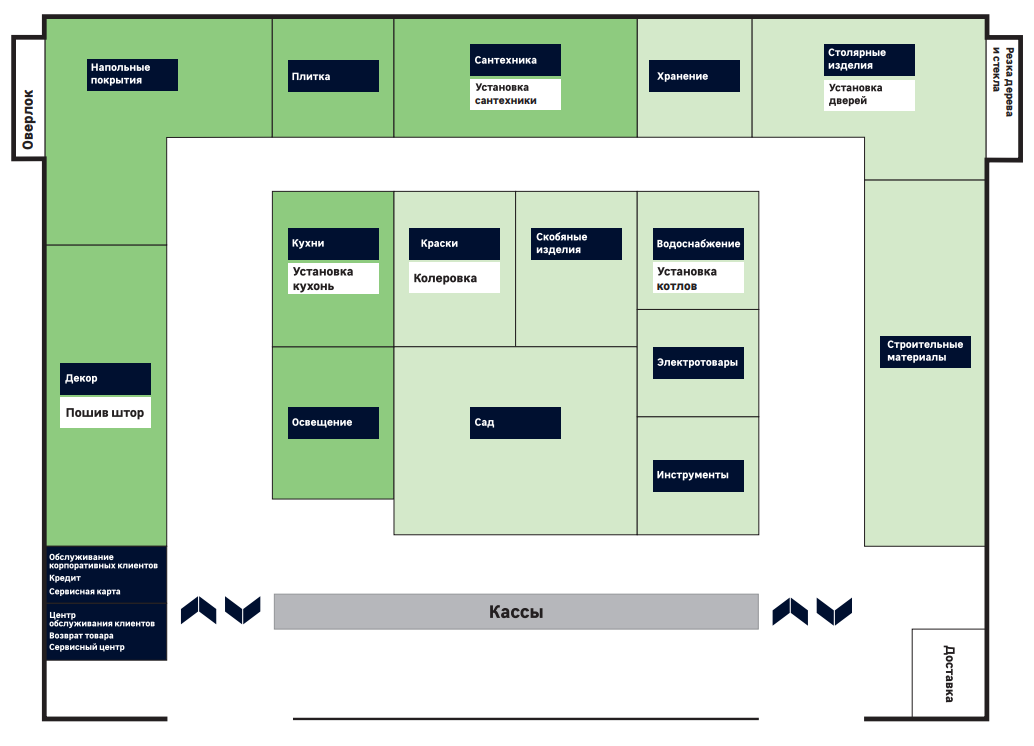 Оверлок
Напольные
покрытия
Плитка
Сантехника
Установка
сантехники
Хранение
Столярные
изделия
Установка
дверей
Резка дерева
и стекла
Кухни
Установка
кухонь
Краски
Колеровка
Скобяные
изделия
Водоснабжение
Установка
котлов
Электротовары
Строительные
материалы
Декор
Пошив штор
Освещение
Сад
Инструменты
Обслуживание
корпоративных клиентов
Кредит
Сервисная карта
Центр
обслуживания клиентов
Возврат товара
Сервисный центр
Кассы
Доставка